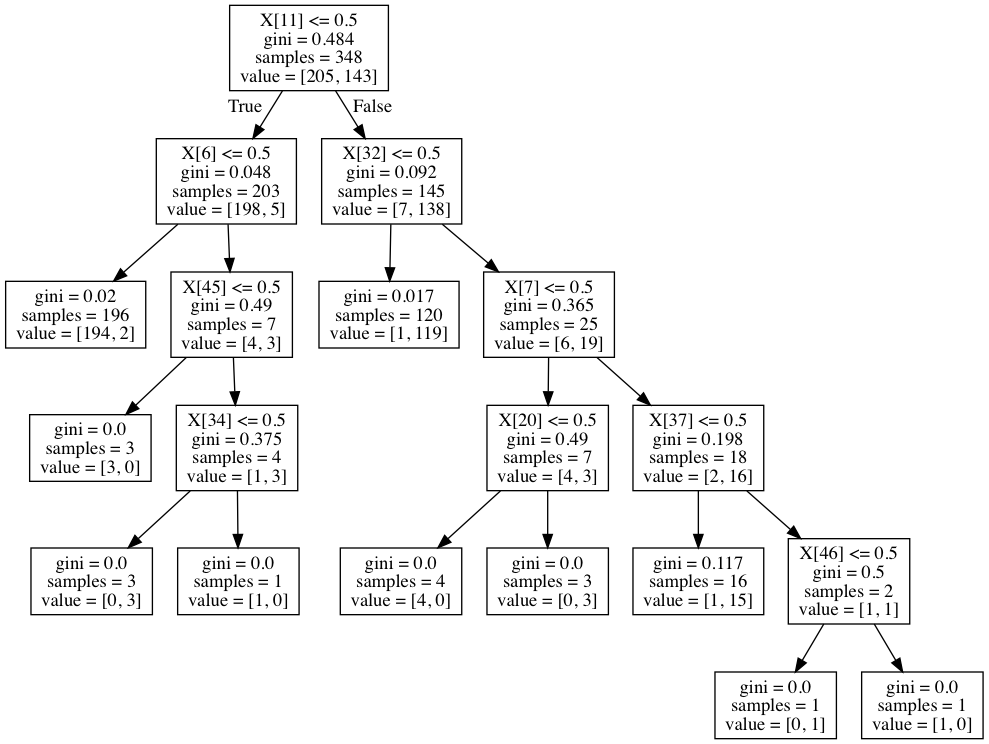 X[11] <= 0.5
gini = 0.484
samples = 348
value = [205, 143]
True
False
X[6] <= 0.5
gini = 0.048
samples = 203
value = [198, 5]
X[32] <= 0.5
gini = 0.092
samples = 145
value = [7, 138]
gini = 0.02
samples = 196
value = [194, 2]
X[45] <= 0.5
gini = 0.49
samples = 7
value = [4, 3]
gini = 0.017
samples = 120
value = [1, 119]
X[7] <= 0.5
gini = 0.365
samples = 25
value = [6, 19]
gini = 0.0
samples = 3
value = [3, 0]
X[34] <= 0.5
gini = 0.375
samples = 4
value = [1, 3]
X[20] <= 0.5
gini = 0.49
samples = 7
value = [4, 3]
X[37] <= 0.5
gini = 0.198
samples = 18
value = [2, 16]
gini = 0.0
samples = 3
value = [0, 3]
gini = 0.0
samples = 1
value = [1, 0]
gini = 0.0
samples = 4
value = [4, 0]
gini = 0.0
samples = 3
value = [0, 3]
gini = 0.117
samples = 16
value = [1, 15]
X[46] <= 0.5
gini = 0.5
samples = 2
value = [1, 1]
gini = 0.0
samples = 1
value = [0, 1]
gini = 0.0
samples = 1
value = [1, 0]